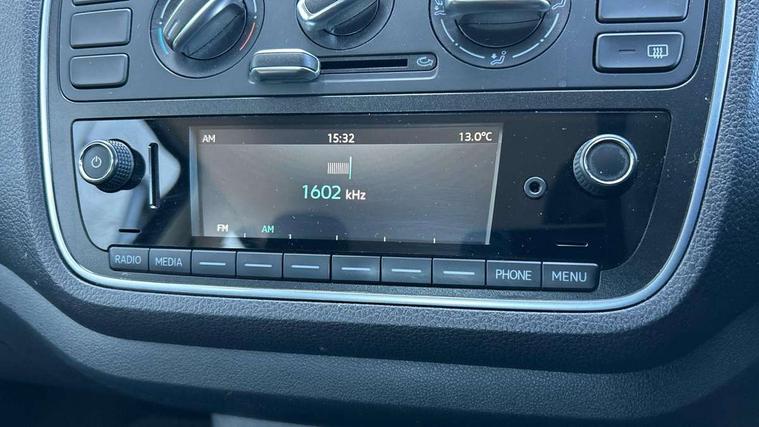 AM 15:32 13.0°C
1602 kHz
FM AM
RADIO MEDIA PHONE MENU